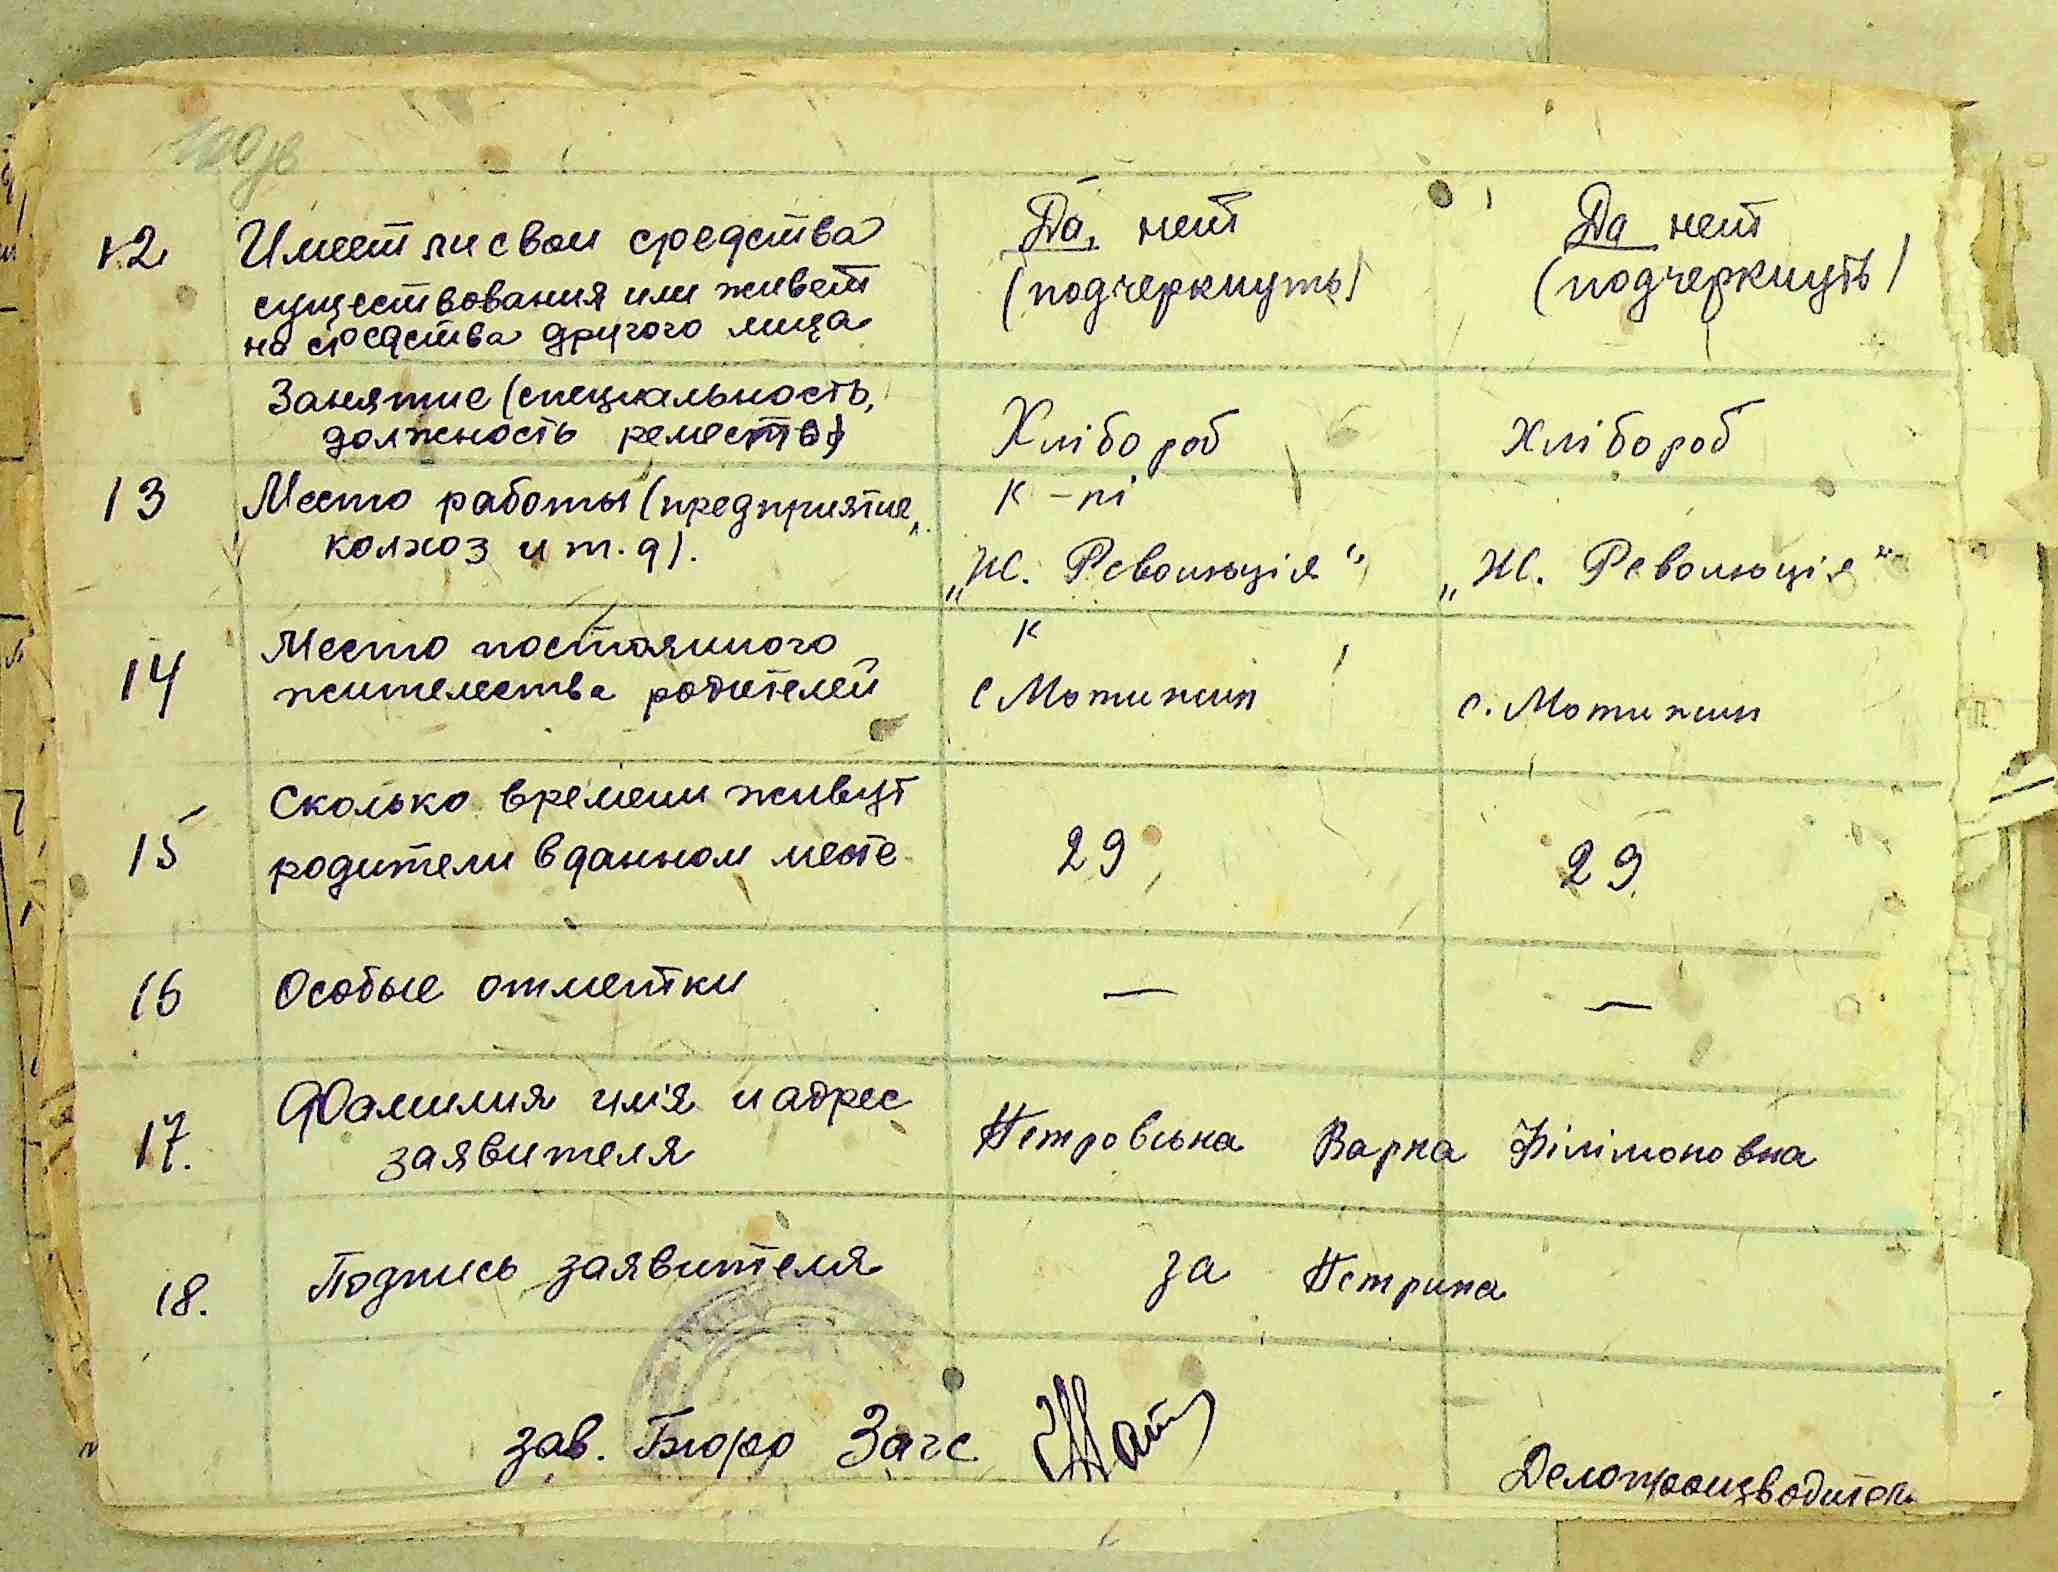 12 Имеет ли свои средства Да, нет Да нет
существования или живет (подчеркнуть) (подчеркнуть)
на средства другого лица
Занятие (специальность,
должность ремество) Хлібороб Хлібороб
13 Место работы (предприятие, к-пі
колхоз и т.д). „Ж. Революція“ „Ж. Революція“
14 Место постоянного к
жителества родителей с Мотижин с. Мотижин
15 Сколько времени живут
родители в данном месте 29 29
16 Особые отметки — —
17. Фамилия имя и адрес
заявителя Петровська Варка Філімоновна
18. Подпись заявителя за Петрина
зав. Бюро Загс
Делопроизводитель